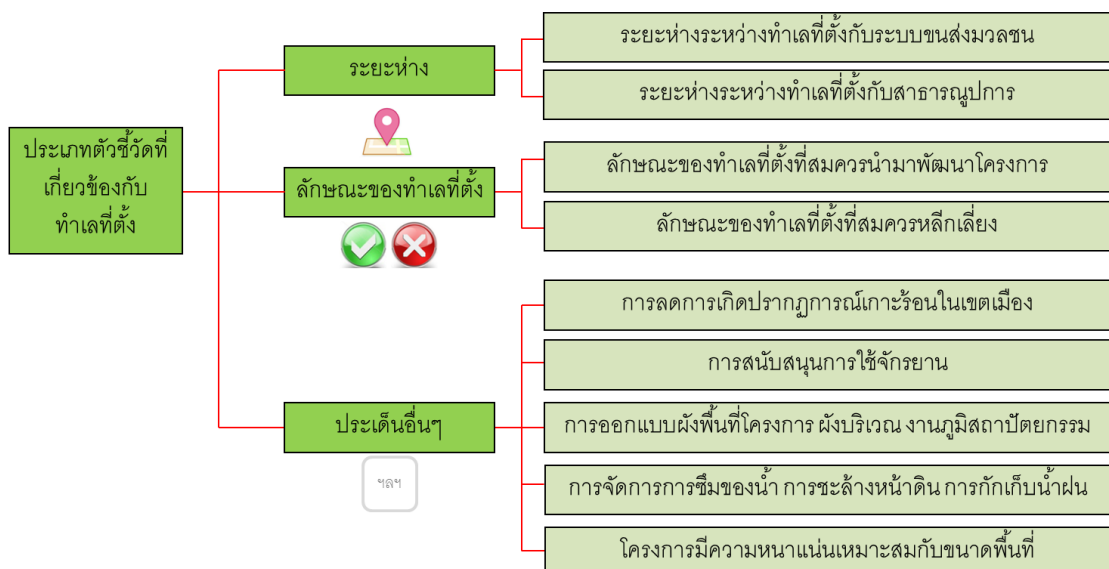 ประเภทตัวชี้วัดที่
เกี่ยวข้องกับ
ทำเลที่ตั้ง
ระยะห่าง
ระยะห่างระหว่างทำเลที่ตั้งกับระบบขนส่งมวลชน
ระยะห่างระหว่างทำเลที่ตั้งกับสาธารณูปการ
ลักษณะของทำเลที่ตั้ง
ลักษณะของทำเลที่ตั้งที่สมควรนำมาพัฒนาโครงการ
ลักษณะของทำเลที่ตั้งที่สมควรหลีกเลี่ยง
ประเด็นอื่นๆ
ฯลฯ
การลดการเกิดปรากฏการณ์เกาะร้อนในเขตเมือง
การสนับสนุนการใช้จักรยาน
การออกแบบผังพื้นที่โครงการ ผังบริเวณ งานภูมิสถาปัตยกรรม
การจัดการการซึมของน้ำ การชะล้างหน้าดิน การกักเก็บน้ำฝน
โครงการมีความหนาแน่นเหมาะสมกับขนาดพื้นที่